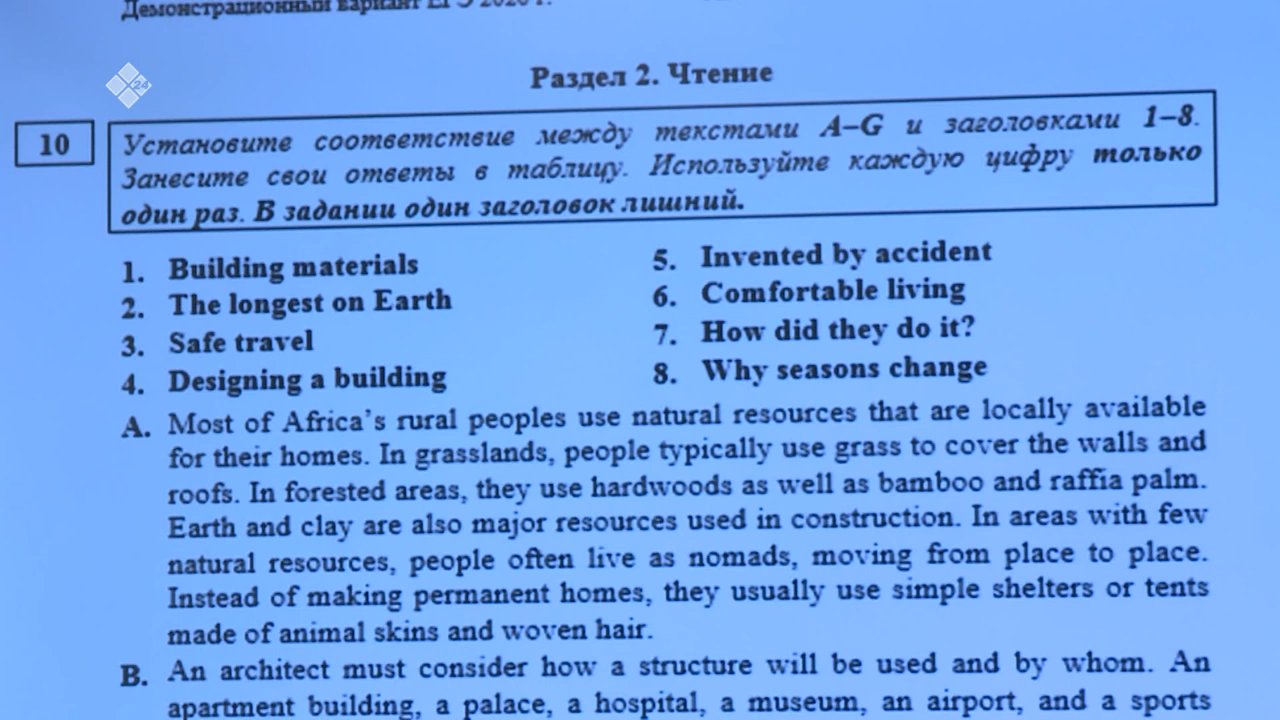 Демонстрационный вариант ЕГЭ 2020 г.
24
Раздел 2. Чтение
10
Установите соответствие между текстами A–G и заголовками 1–8.
Занесите свои ответы в таблицу. Используйте каждую цифру только
один раз. В задании один заголовок лишний.
1. Building materials
2. The longest on Earth
3. Safe travel
4. Designing a building
5. Invented by accident
6. Comfortable living
7. How did they do it?
8. Why seasons change
A. Most of Africa's rural peoples use natural resources that are locally available
for their homes. In grasslands, people typically use grass to cover the walls and
roofs. In forested areas, they use hardwoods as well as bamboo and raffia palm.
Earth and clay are also major resources used in construction. In areas with few
natural resources, people often live as nomads, moving from place to place.
Instead of making permanent homes, they usually use simple shelters or tents
made of animal skins and woven hair.
B. An architect must consider how a structure will be used and by whom. An
apartment building, a palace, a hospital, a museum, an airport, and a sports